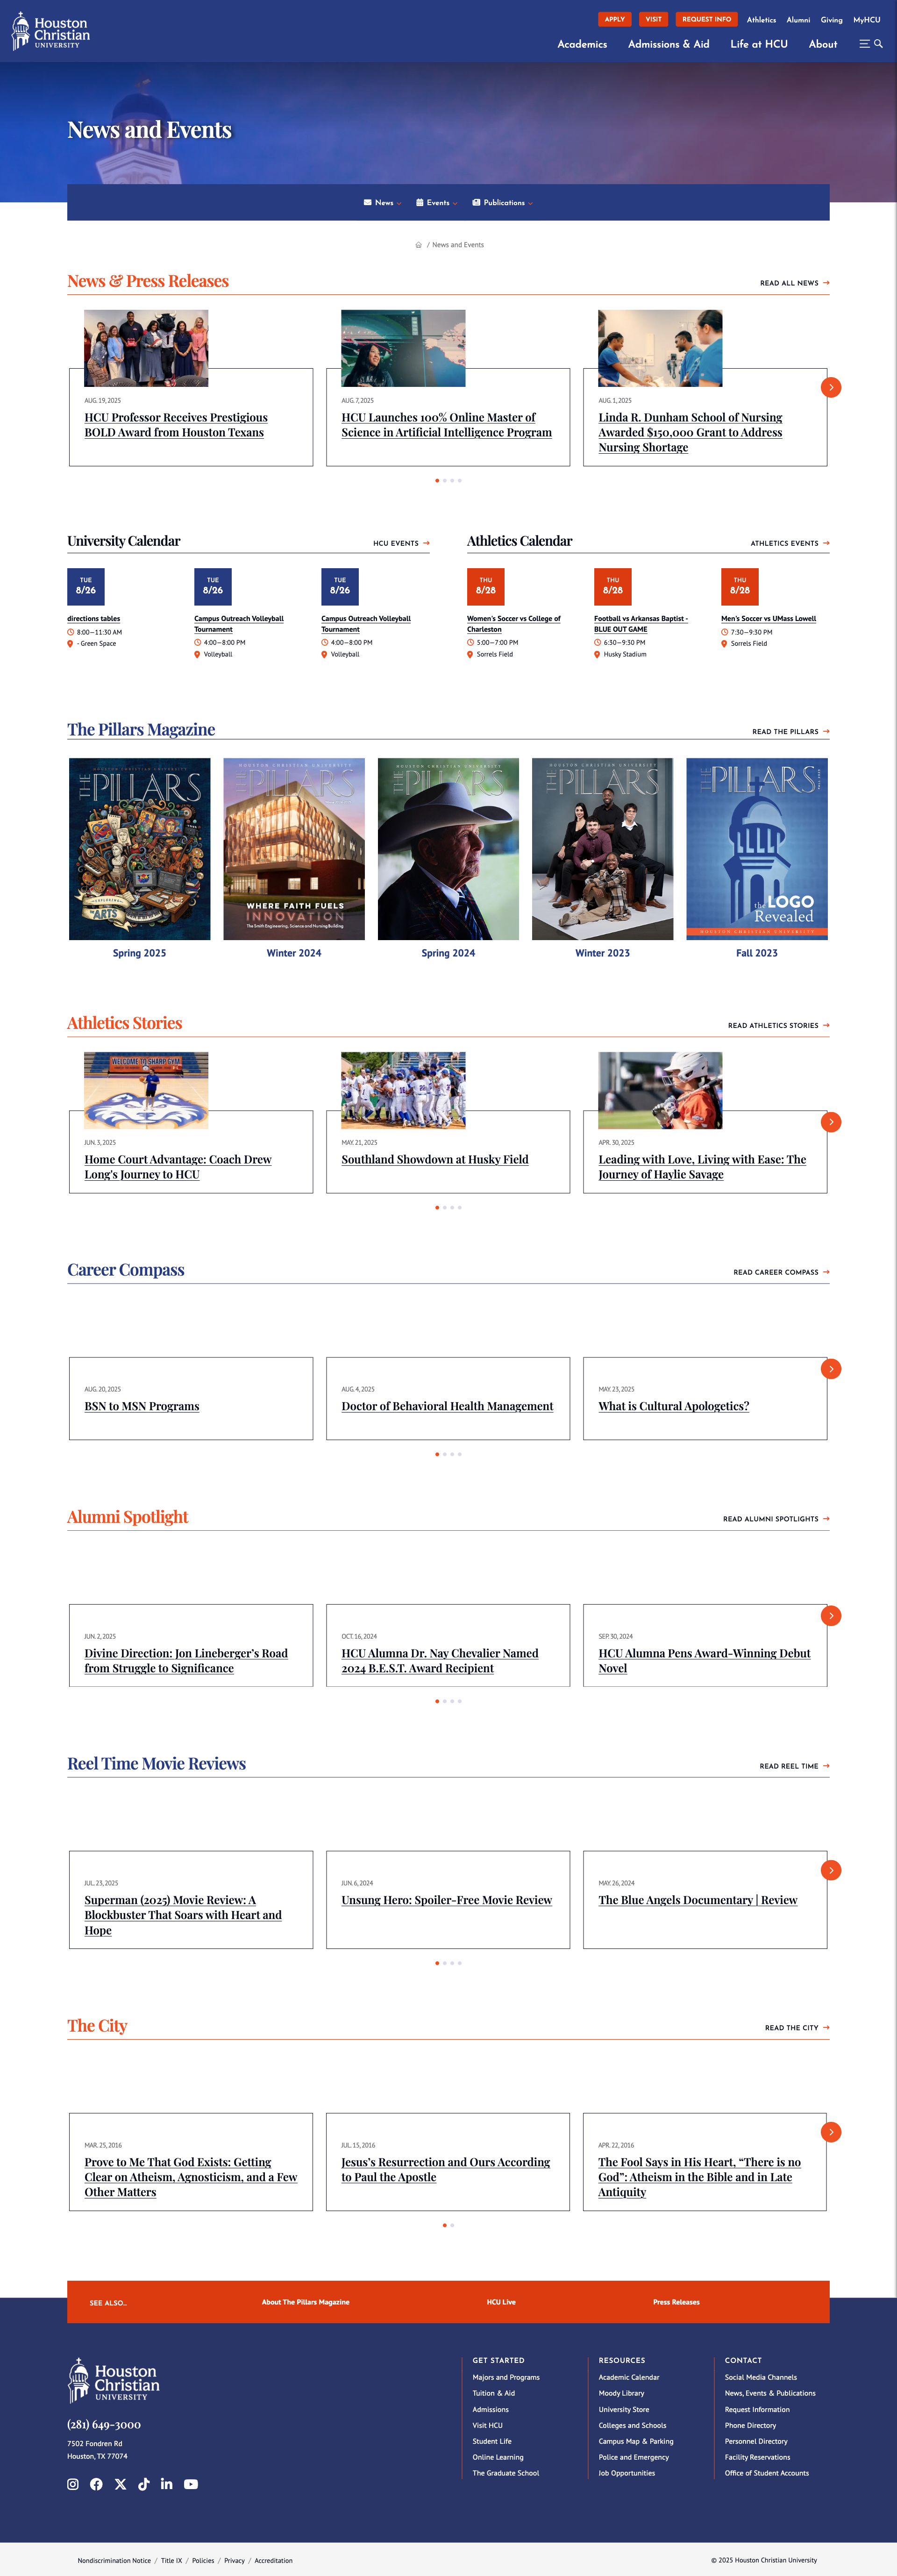 Houston
Christian
UNIVERSITY
APPLY
VISIT
REQUEST INFO
Athletics
Alumni
Giving
MyHCU
Academics
Admissions & Aid
Life at HCU
About
News and Events
News
Events
Publications
/ News and Events
News & Press Releases
READ ALL NEWS
AUG. 19, 2025
HCU Professor Receives Prestigious
BOLD Award from Houston Texans
AUG. 7, 2025
HCU Launches 100% Online Master of
Science in Artificial Intelligence Program
AUG. 1, 2025
Linda R. Dunham School of Nursing
Awarded $150,000 Grant to Address
Nursing Shortage
University Calendar
HCU EVENTS
TUE
8/26
directions tables
8:00—11:30 AM
- Green Space
TUE
8/26
Campus Outreach Volleyball
Tournament
4:00—8:00 PM
Volleyball
TUE
8/26
Campus Outreach Volleyball
Tournament
4:00—8:00 PM
Volleyball
Athletics Calendar
ATHLETICS EVENTS
THU
8/28
Women's Soccer vs College of
Charleston
5:00—7:00 PM
Sorrels Field
THU
8/28
Football vs Arkansas Baptist -
BLUE OUT GAME
6:30—9:30 PM
Husky Stadium
THU
8/28
Men's Soccer vs UMass Lowell
7:30—9:30 PM
Sorrels Field
The Pillars Magazine
READ THE PILLARS
THE PILLARS
ARTS
Spring 2025
HOUSTON CHRISTIAN UNIVERSITY
THE PILLARS
WHERE FAITH FUELS
INNOVATION
The Smith Engineering, Science and Nursing Building
Winter 2024
THE PILLARS
Spring 2024
THE PILLARS
Winter 2023
THE PILLARS
the LOGO
Revealed
HOUSTON CHRISTIAN UNIVERSITY
Fall 2023
Athletics Stories
READ ATHLETICS STORIES
WELCOME TO SHARP GYM
JUN. 3, 2025
Home Court Advantage: Coach Drew
Long's Journey to HCU
MAY. 21, 2025
Southland Showdown at Husky Field
APR. 30, 2025
Leading with Love, Living with Ease: The
Journey of Haylie Savage
Career Compass
READ CAREER COMPASS
AUG. 20, 2025
BSN to MSN Programs
AUG. 4, 2025
Doctor of Behavioral Health Management
MAY. 23, 2025
What is Cultural Apologetics?
Alumni Spotlight
READ ALUMNI SPOTLIGHTS
JUN. 2, 2025
Divine Direction: Jon Lineberger’s Road
from Struggle to Significance
OCT. 16, 2024
HCU Alumna Dr. Nay Chevalier Named
2024 B.E.S.T. Award Recipient
SEP. 30, 2024
HCU Alumna Pens Award-Winning Debut
Novel
Reel Time Movie Reviews
READ REEL TIME
JUL. 23, 2025
Superman (2025) Movie Review: A
Blockbuster That Soars with Heart and
Hope
JUN. 6, 2024
Unsung Hero: Spoiler-Free Movie Review
MAY. 26, 2024
The Blue Angels Documentary | Review
The City
READ THE CITY
MAR. 25, 2016
Prove to Me That God Exists: Getting
Clear on Atheism, Agnosticism, and a Few
Other Matters
JUL. 15, 2016
Jesus’s Resurrection and Ours According
to Paul the Apostle
APR. 22, 2016
The Fool Says in His Heart, “There is no
God”: Atheism in the Bible and in Late
Antiquity
SEE ALSO...
About The Pillars Magazine
HCU Live
Press Releases
Houston
Christian
UNIVERSITY
(281) 649-3000
7502 Fondren Rd
Houston, TX 77074
GET STARTED
Majors and Programs
Tuition & Aid
Admissions
Visit HCU
Student Life
Online Learning
The Graduate School
RESOURCES
Academic Calendar
Moody Library
University Store
Colleges and Schools
Campus Map & Parking
Police and Emergency
Job Opportunities
CONTACT
Social Media Channels
News, Events & Publications
Request Information
Phone Directory
Personnel Directory
Facility Reservations
Office of Student Accounts
Nondiscrimination Notice / Title IX / Policies / Privacy / Accreditation
© 2025 Houston Christian University